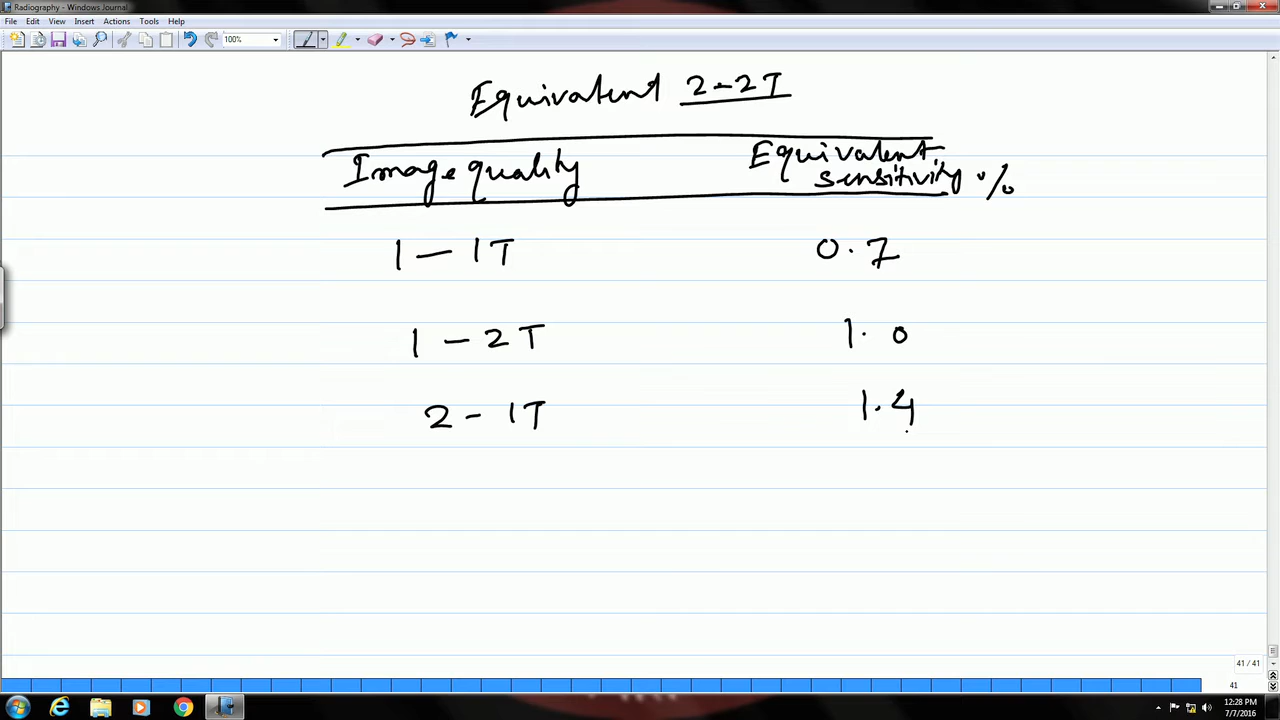 Radiography - Windows Journal
File Edit View Insert Actions Tools Help
100%
Equivalent 2-2T
Image quality Equivalent sensitivity %
1 — 1T 0.7
1 – 2T 1.0
2 - 1T 1.4
41 / 41
41
12:28 PM
7/7/2016